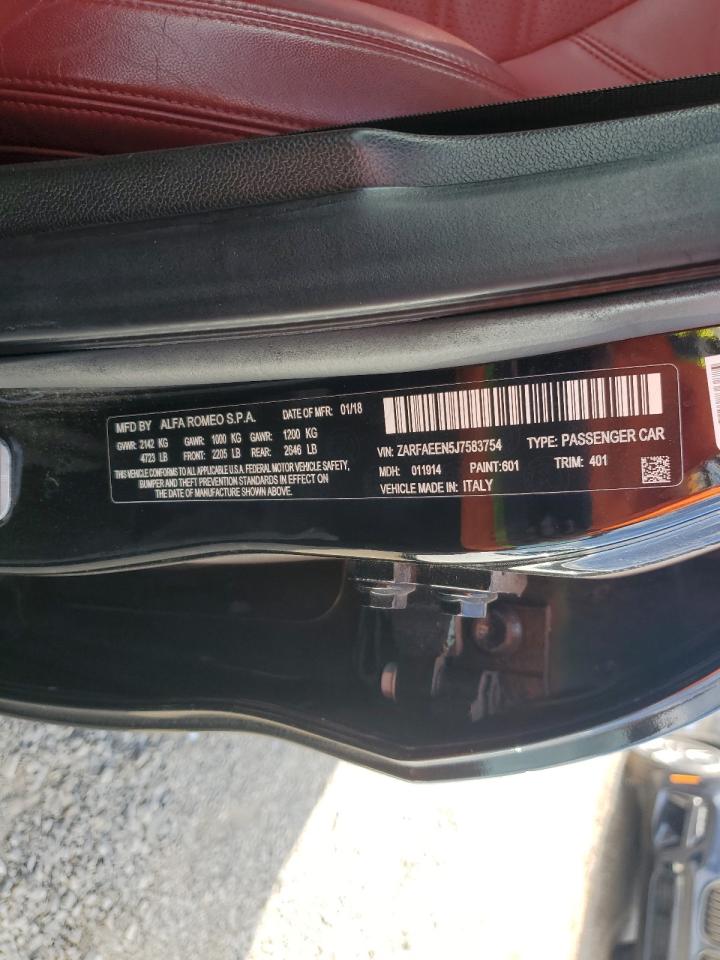 MFD BY ALFA ROMEO S.P.A. DATE OF MFR: 01/18
GVWR: 2142 KG GAWR: 1000 KG GAWR: 1200 KG
4723 LB FRONT: 2205 LB REAR: 2646 LB
THIS VEHICLE CONFORMS TO ALL APPLICABLE U.S.A. FEDERAL MOTOR VEHICLE SAFETY,
BUMPER AND THEFT PREVENTION STANDARDS IN EFFECT ON
THE DATE OF MANUFACTURE SHOWN ABOVE.
VIN: ZARFAEEN5J7583754 TYPE: PASSENGER CAR
MDH: 011914 PAINT:601 TRIM: 401
VEHICLE MADE IN: ITALY